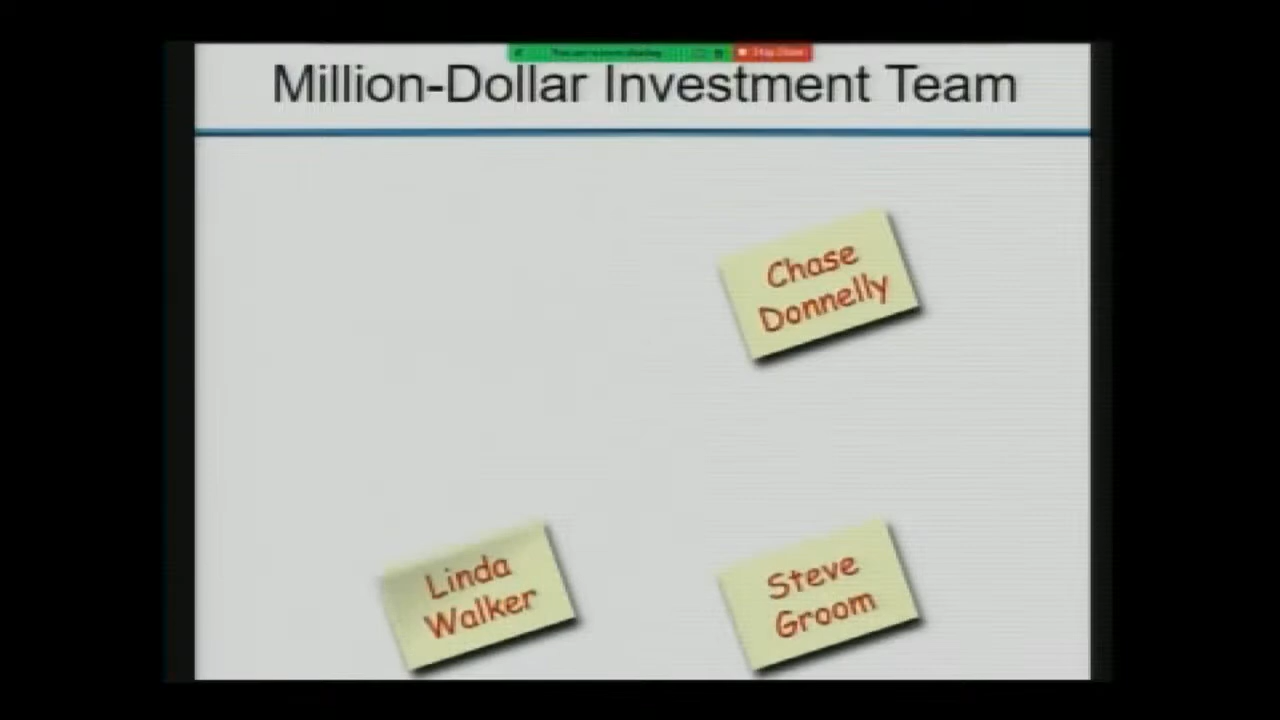 Million-Dollar Investment Team
Chase
Donnelly
Linda
Walker
Steve
Groom